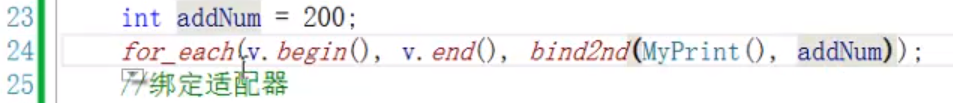 23 int addNum = 200;
24 for_each(v.begin(), v.end(), bind2nd(MyPrint(), addNum));
25 //绑定适配器